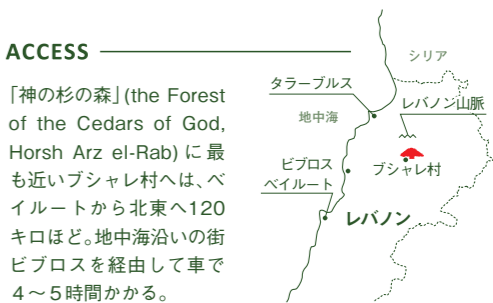 ACCESS
「神の杉の森」(the Forest
of the Cedars of God,
Horsh Arz el-Rab)に最
も近いブシャレ村へは、ベ
イルートから北東へ120
キロほど。地中海沿いの街
ビブロスを経由して車で
4〜5時間かかる。
シリア
タラーブルス
レバノン山脈
地中海
ビブロス
ブシャレ村
ベイルート
レバノン